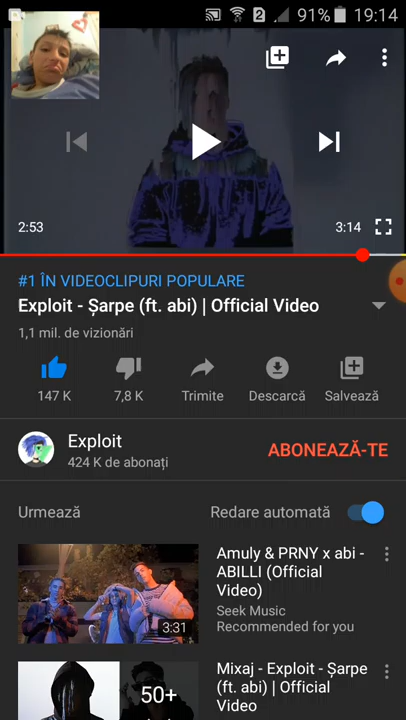 91% 19:14
2:53
3:14
#1 ÎN VIDEOCLIPURI POPULARE
Exploit - Șarpe (ft. abi) | Official Video
1,1 mil. de vizionări
147 K
7,8 K
Trimite
Descarcă
Salvează
Exploit
424 K de abonați
ABONEAZĂ-TE
Urmează
Redare automată
3:31
Amuly & PRNY x abi -
ABILLI (Official
Video)
Seek Music
Recommended for you
50+
Mixaj - Exploit - Șarpe
(ft. abi) | Official
Video